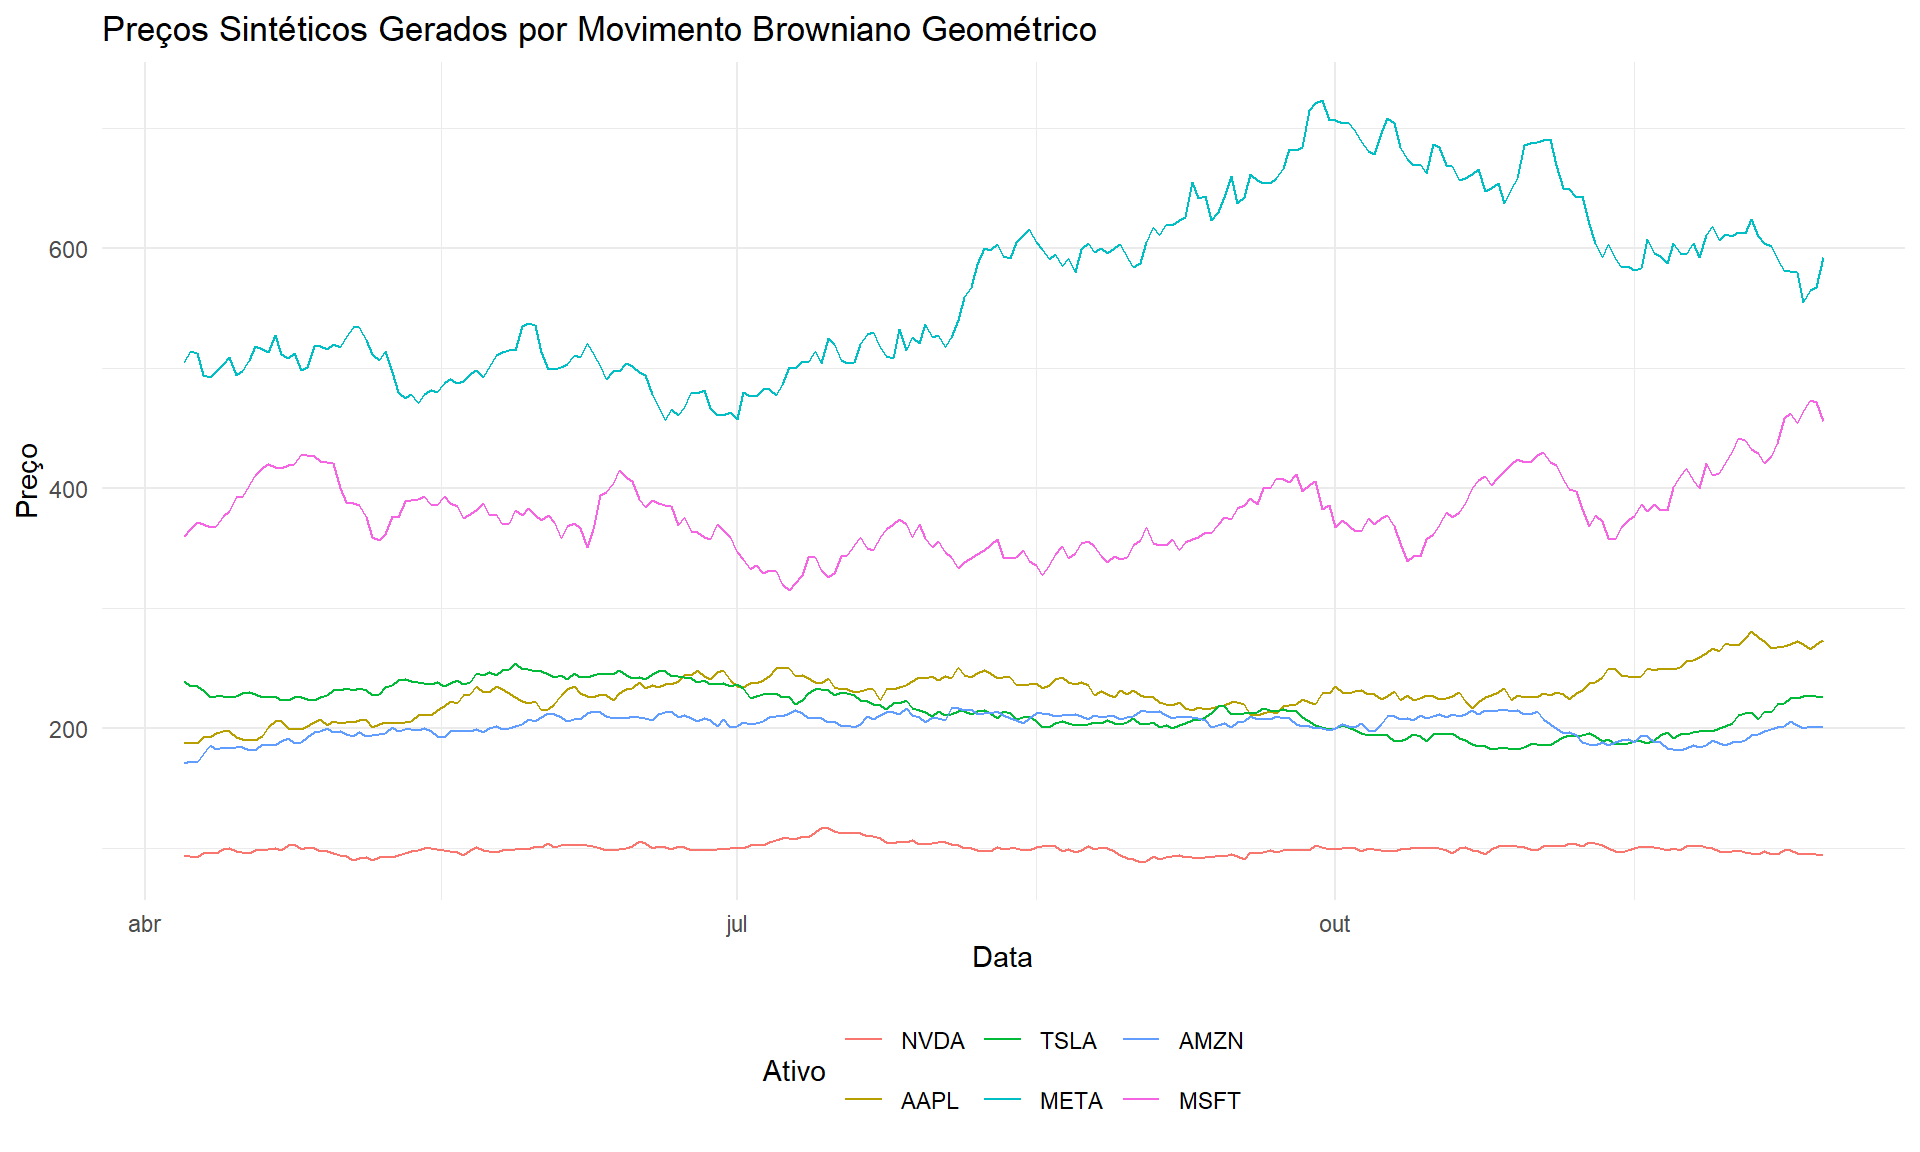 Preços Sintéticos Gerados por Movimento Browniano Geométrico
Preço
600
400
200
abr jul out
Data
Ativo
NVDA TSLA AMZN
AAPL META MSFT